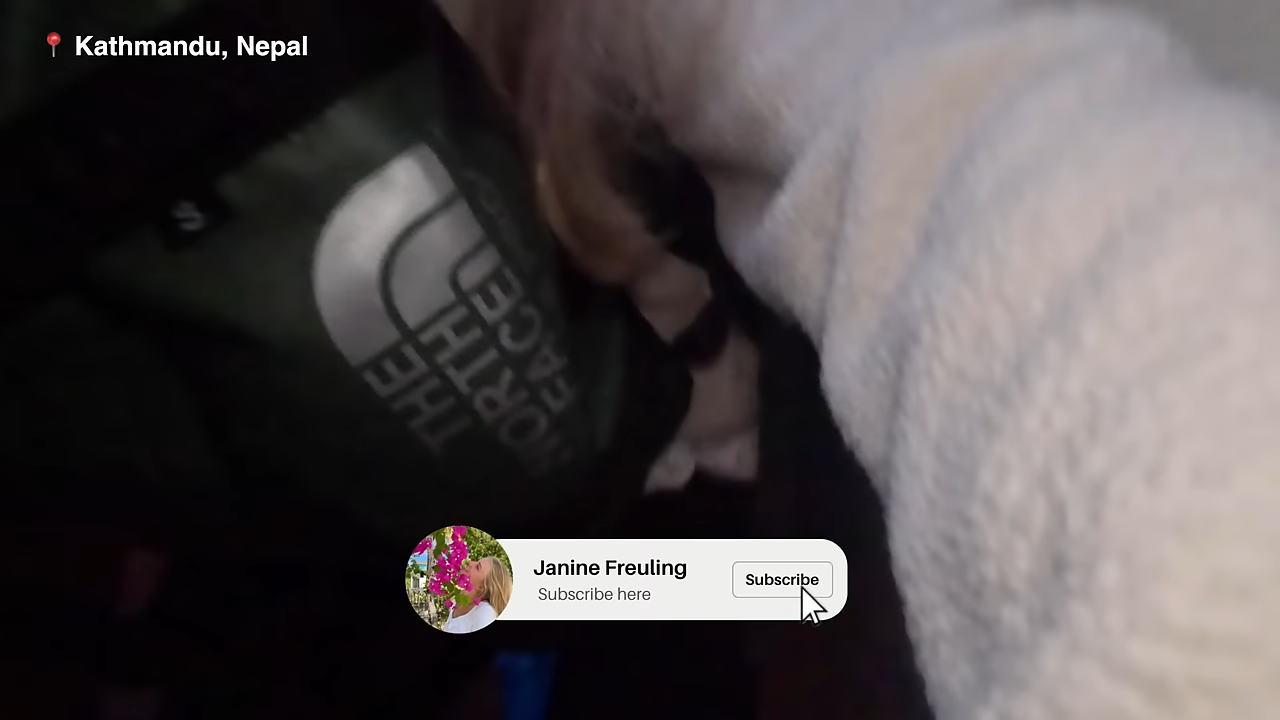 Kathmandu, Nepal
S
THE
NORTH
FACE
Janine Freuling
Subscribe here
Subscribe